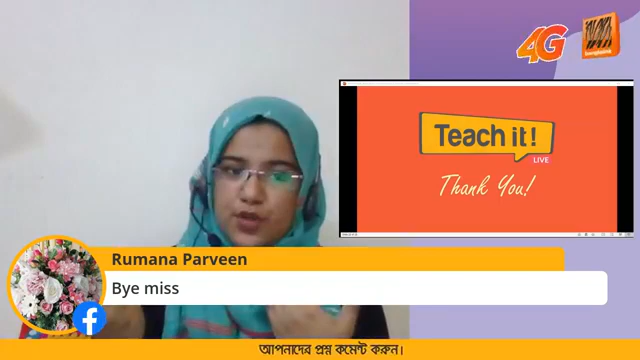 4G
Teach it!
LIVE
Thank You!
Rumana Parveen
Bye miss
আপনাদের প্রশ্ন কমেন্ট করুন।